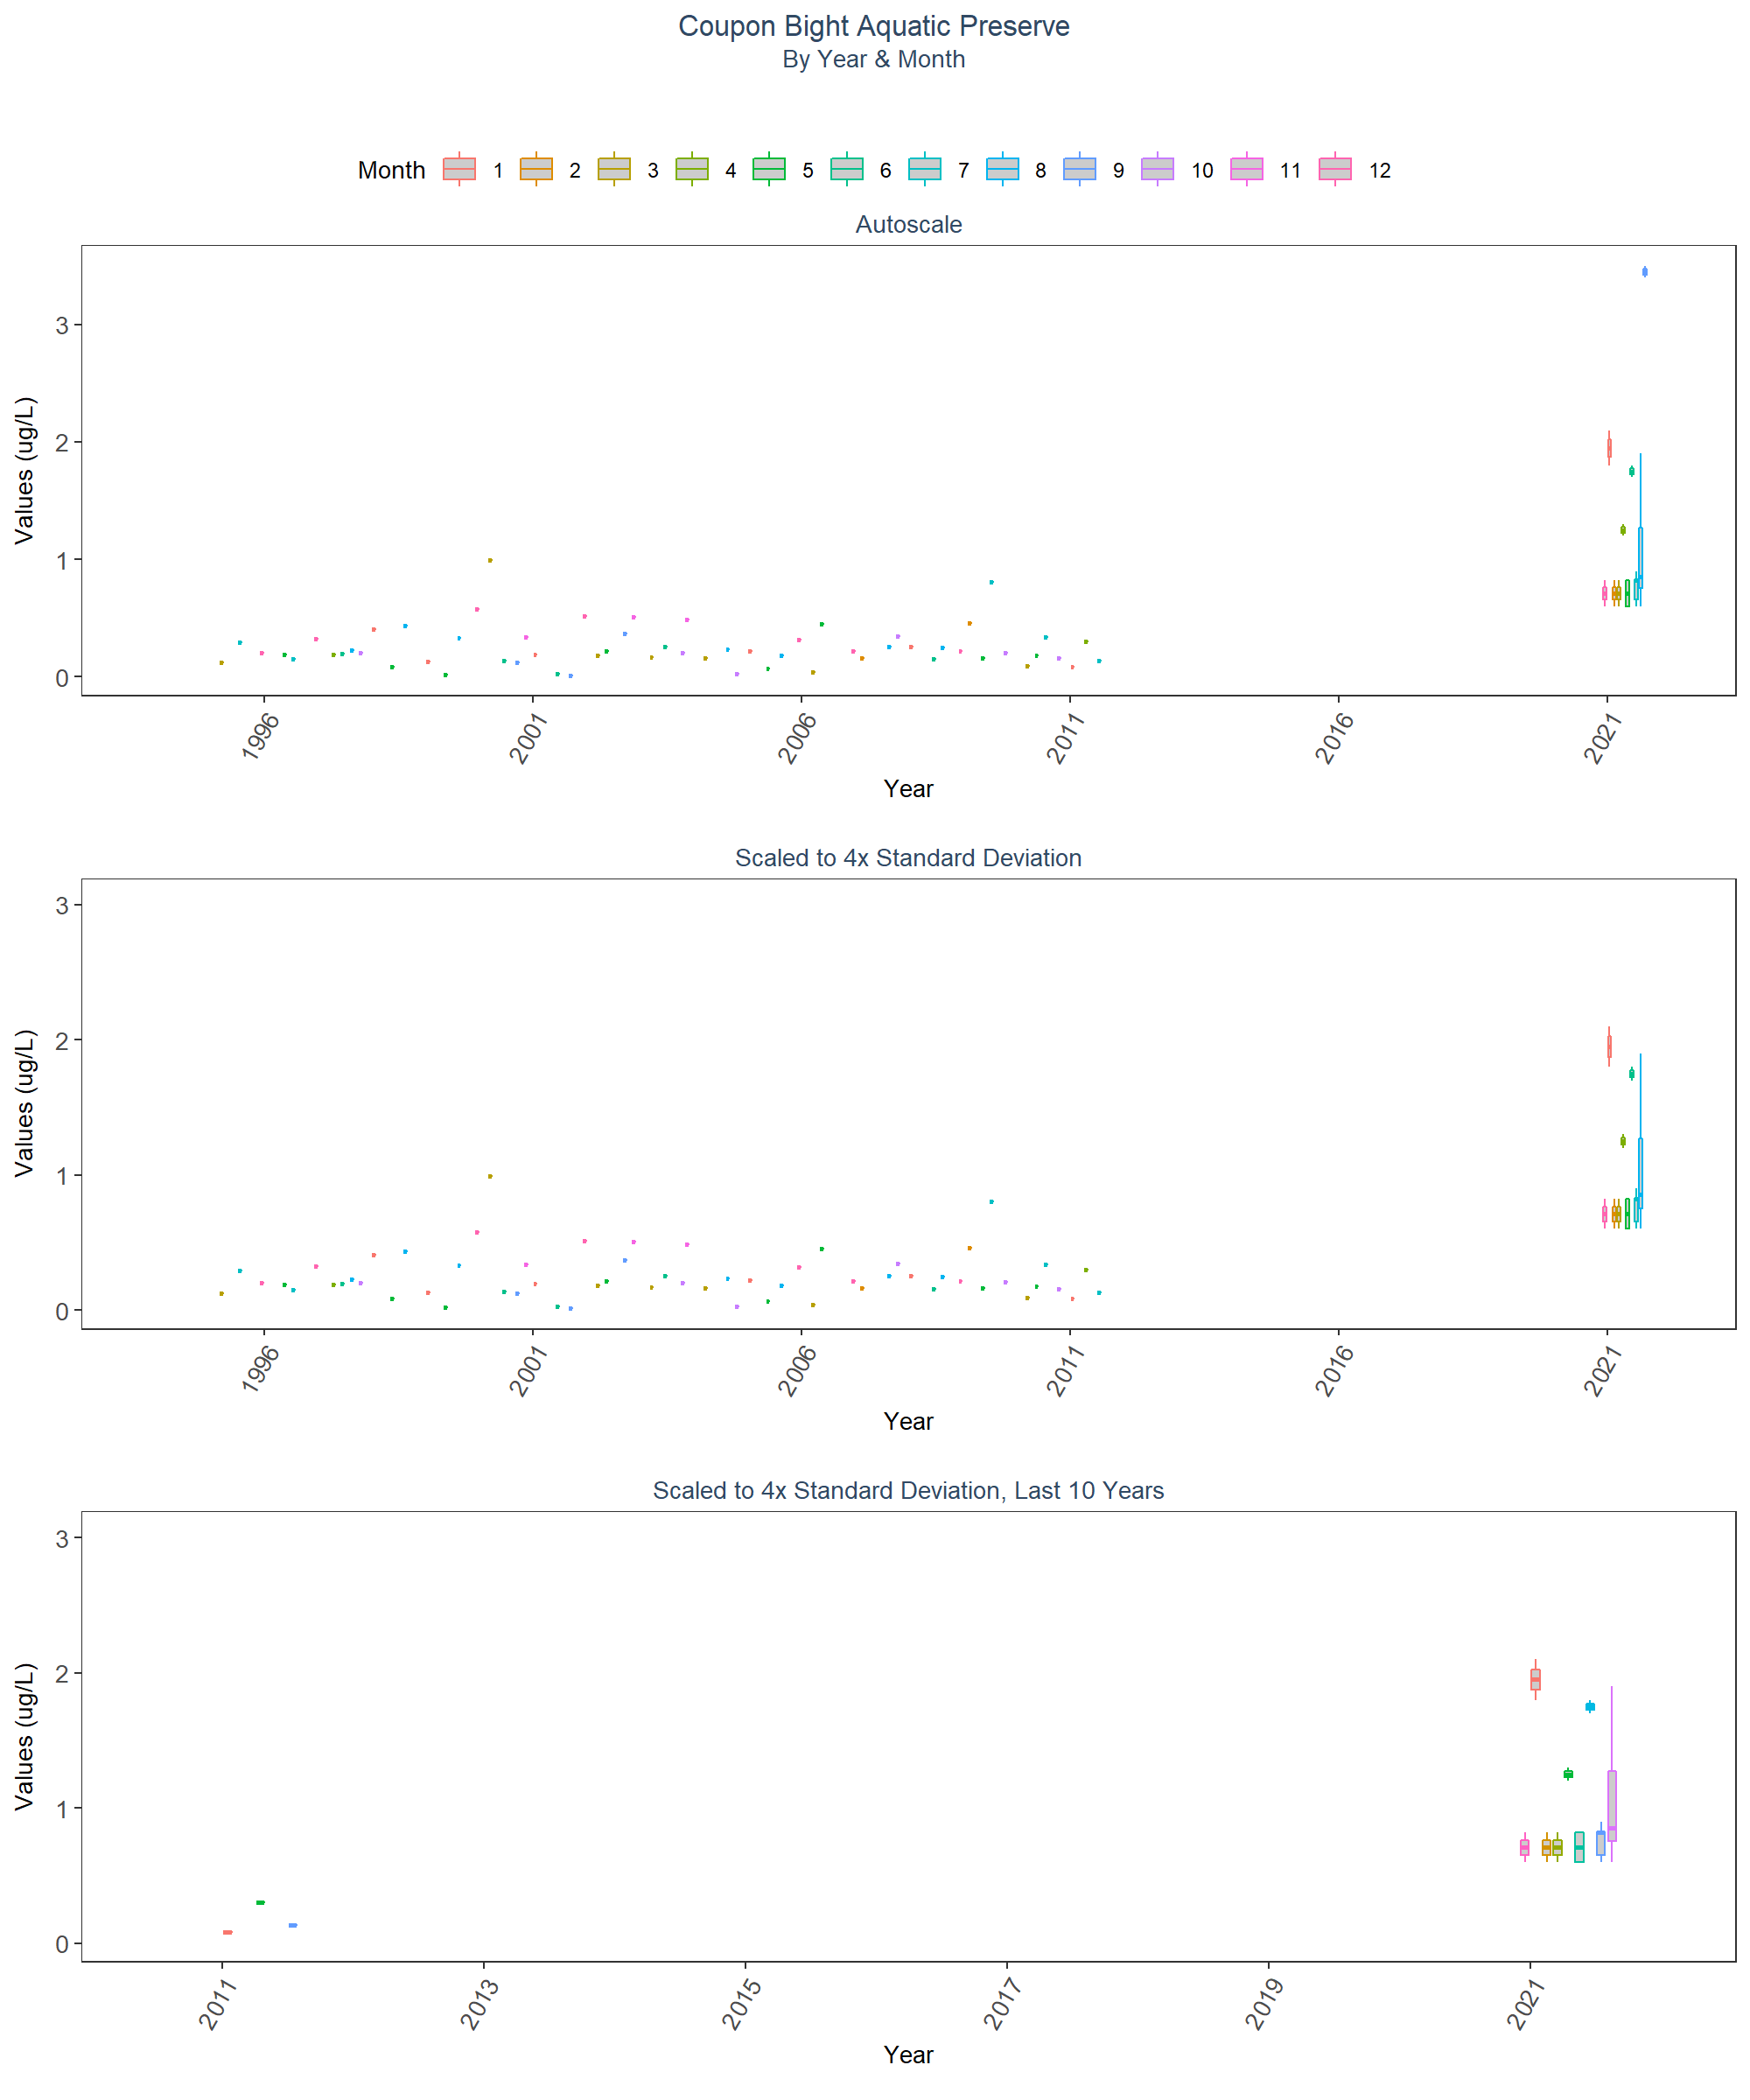 Coupon Bight Aquatic Preserve
By Year & Month
Month 1 2 3 4 5 6 7 8 9 10 11 12
Autoscale
Values (ug/L)
3
2
1
0
1996 2001 2006 2011 2016 2021
Year
Scaled to 4x Standard Deviation
Values (ug/L)
3
2
1
0
1996 2001 2006 2011 2016 2021
Year
Scaled to 4x Standard Deviation, Last 10 Years
Values (ug/L)
3
2
1
0
2011 2013 2015 2017 2019 2021
Year